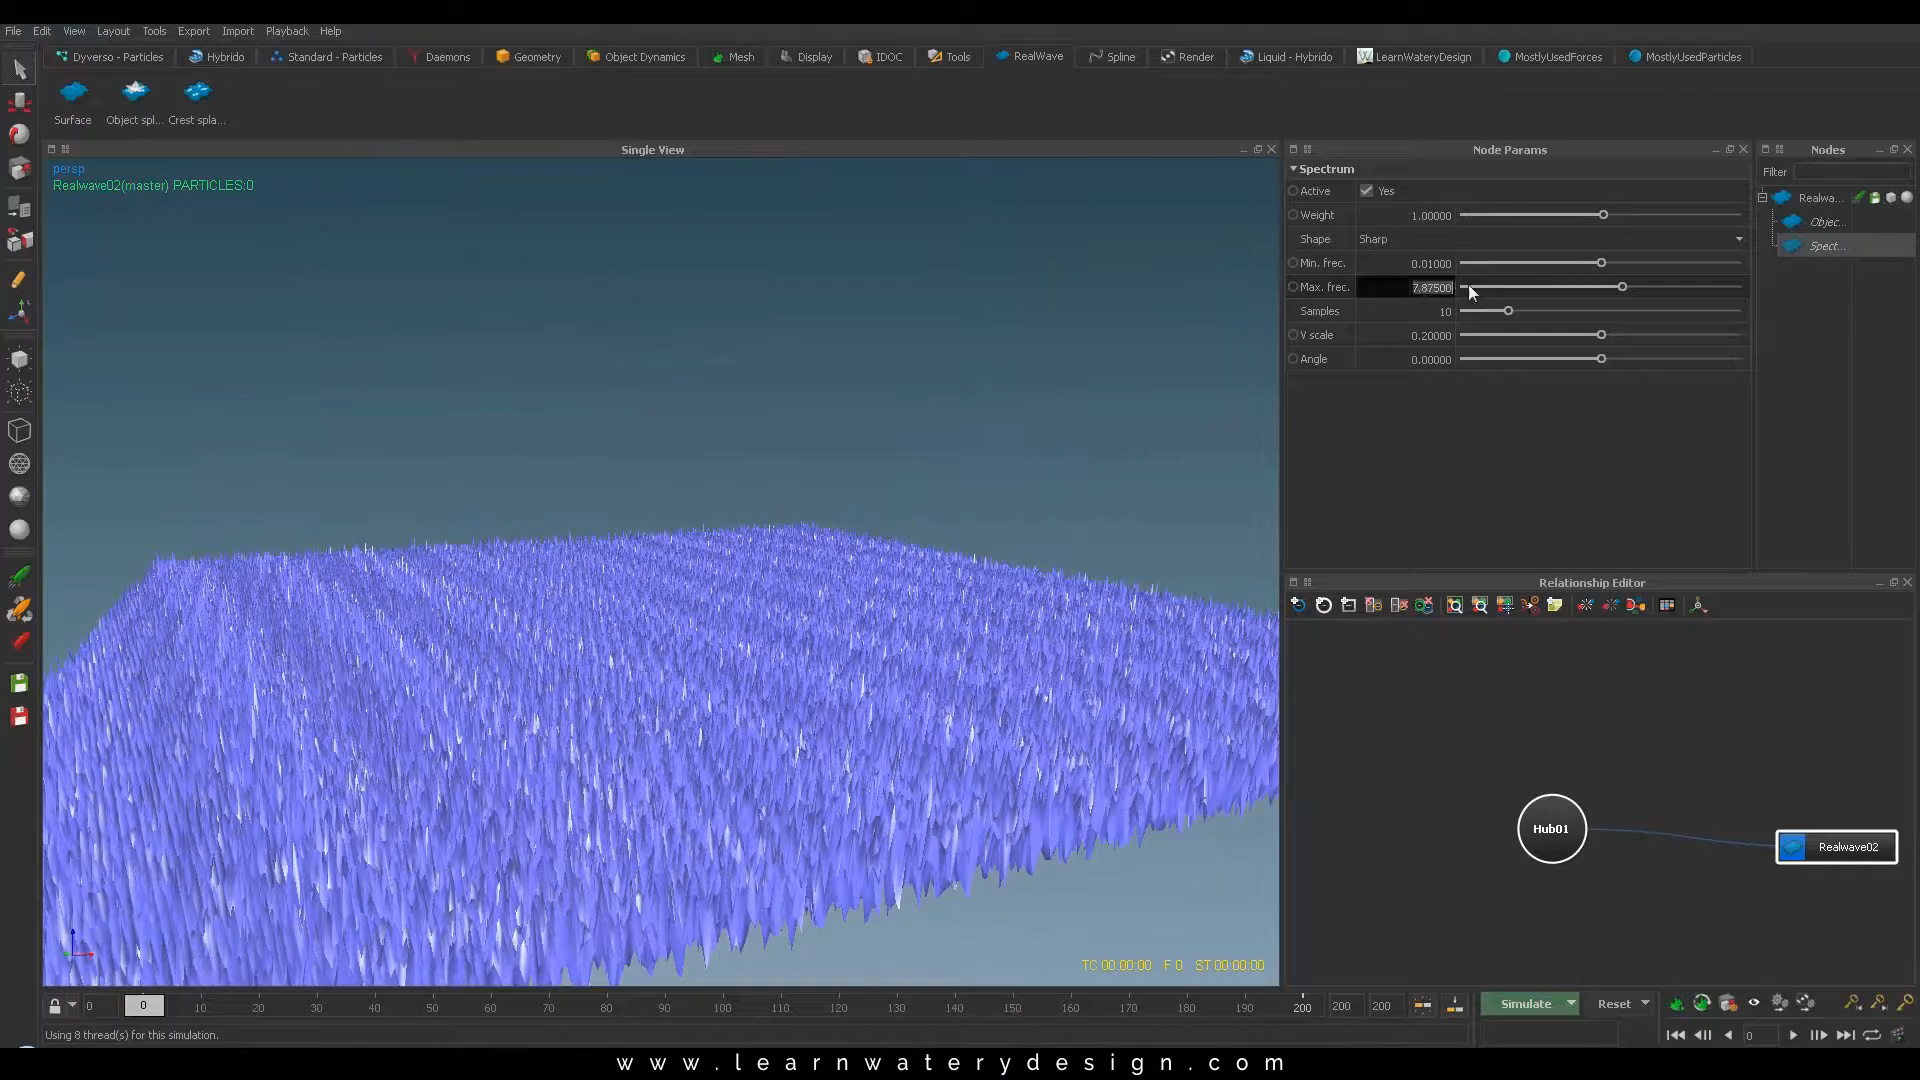 File Edit View Layout Tools Export Import Playback Help
Dyverso - Particles Hybrido Standard - Particles Daemons Geometry Object Dynamics Mesh Display IDOC Tools RealWave Spline Render Liquid - Hybrido LearnWateryDesign MostlyUsedForces MostlyUsedParticles
Surface Object spl... Crest spla...
Single View
persp
Realwave02(master) PARTICLES:0
TC 00:00:00 F 0 ST 00:00:00
Node Params
Spectrum
Active Yes
Weight 1.00000
Shape Sharp
Min. frec. 0.01000
Max. frec. 7.87500
Samples 10
V scale 0.20000
Angle 0.00000
Nodes
Filter
Realwa...
Objec...
Spect...
Relationship Editor
Hub01
Realwave02
0 0 10 20 30 40 50 60 70 80 90 100 110 120 130 140 150 160 170 180 190 200 200 200
Simulate Reset
Using 8 thread(s) for this simulation.
0
www.learnwaterydesign.com